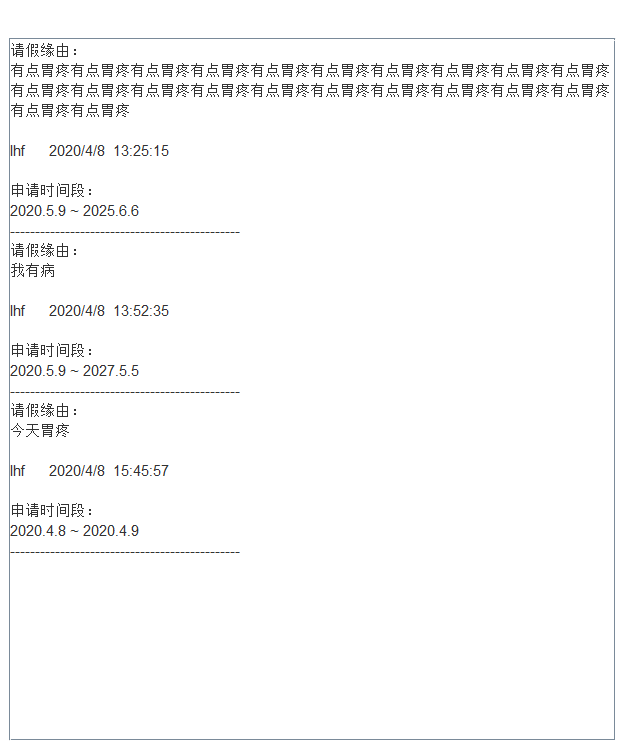 请假缘由：
有点胃疼有点胃疼有点胃疼有点胃疼有点胃疼有点胃疼有点胃疼有点胃疼有点胃疼有点胃疼
有点胃疼有点胃疼有点胃疼有点胃疼有点胃疼有点胃疼有点胃疼有点胃疼有点胃疼有点胃疼
有点胃疼有点胃疼
lhf 2020/4/8 13:25:15
申请时间段：
2020.5.9 ~ 2025.6.6
----------------------------------------------
请假缘由：
我有病
lhf 2020/4/8 13:52:35
申请时间段：
2020.5.9 ~ 2027.5.5
----------------------------------------------
请假缘由：
今天胃疼
lhf 2020/4/8 15:45:57
申请时间段：
2020.4.8 ~ 2020.4.9
----------------------------------------------